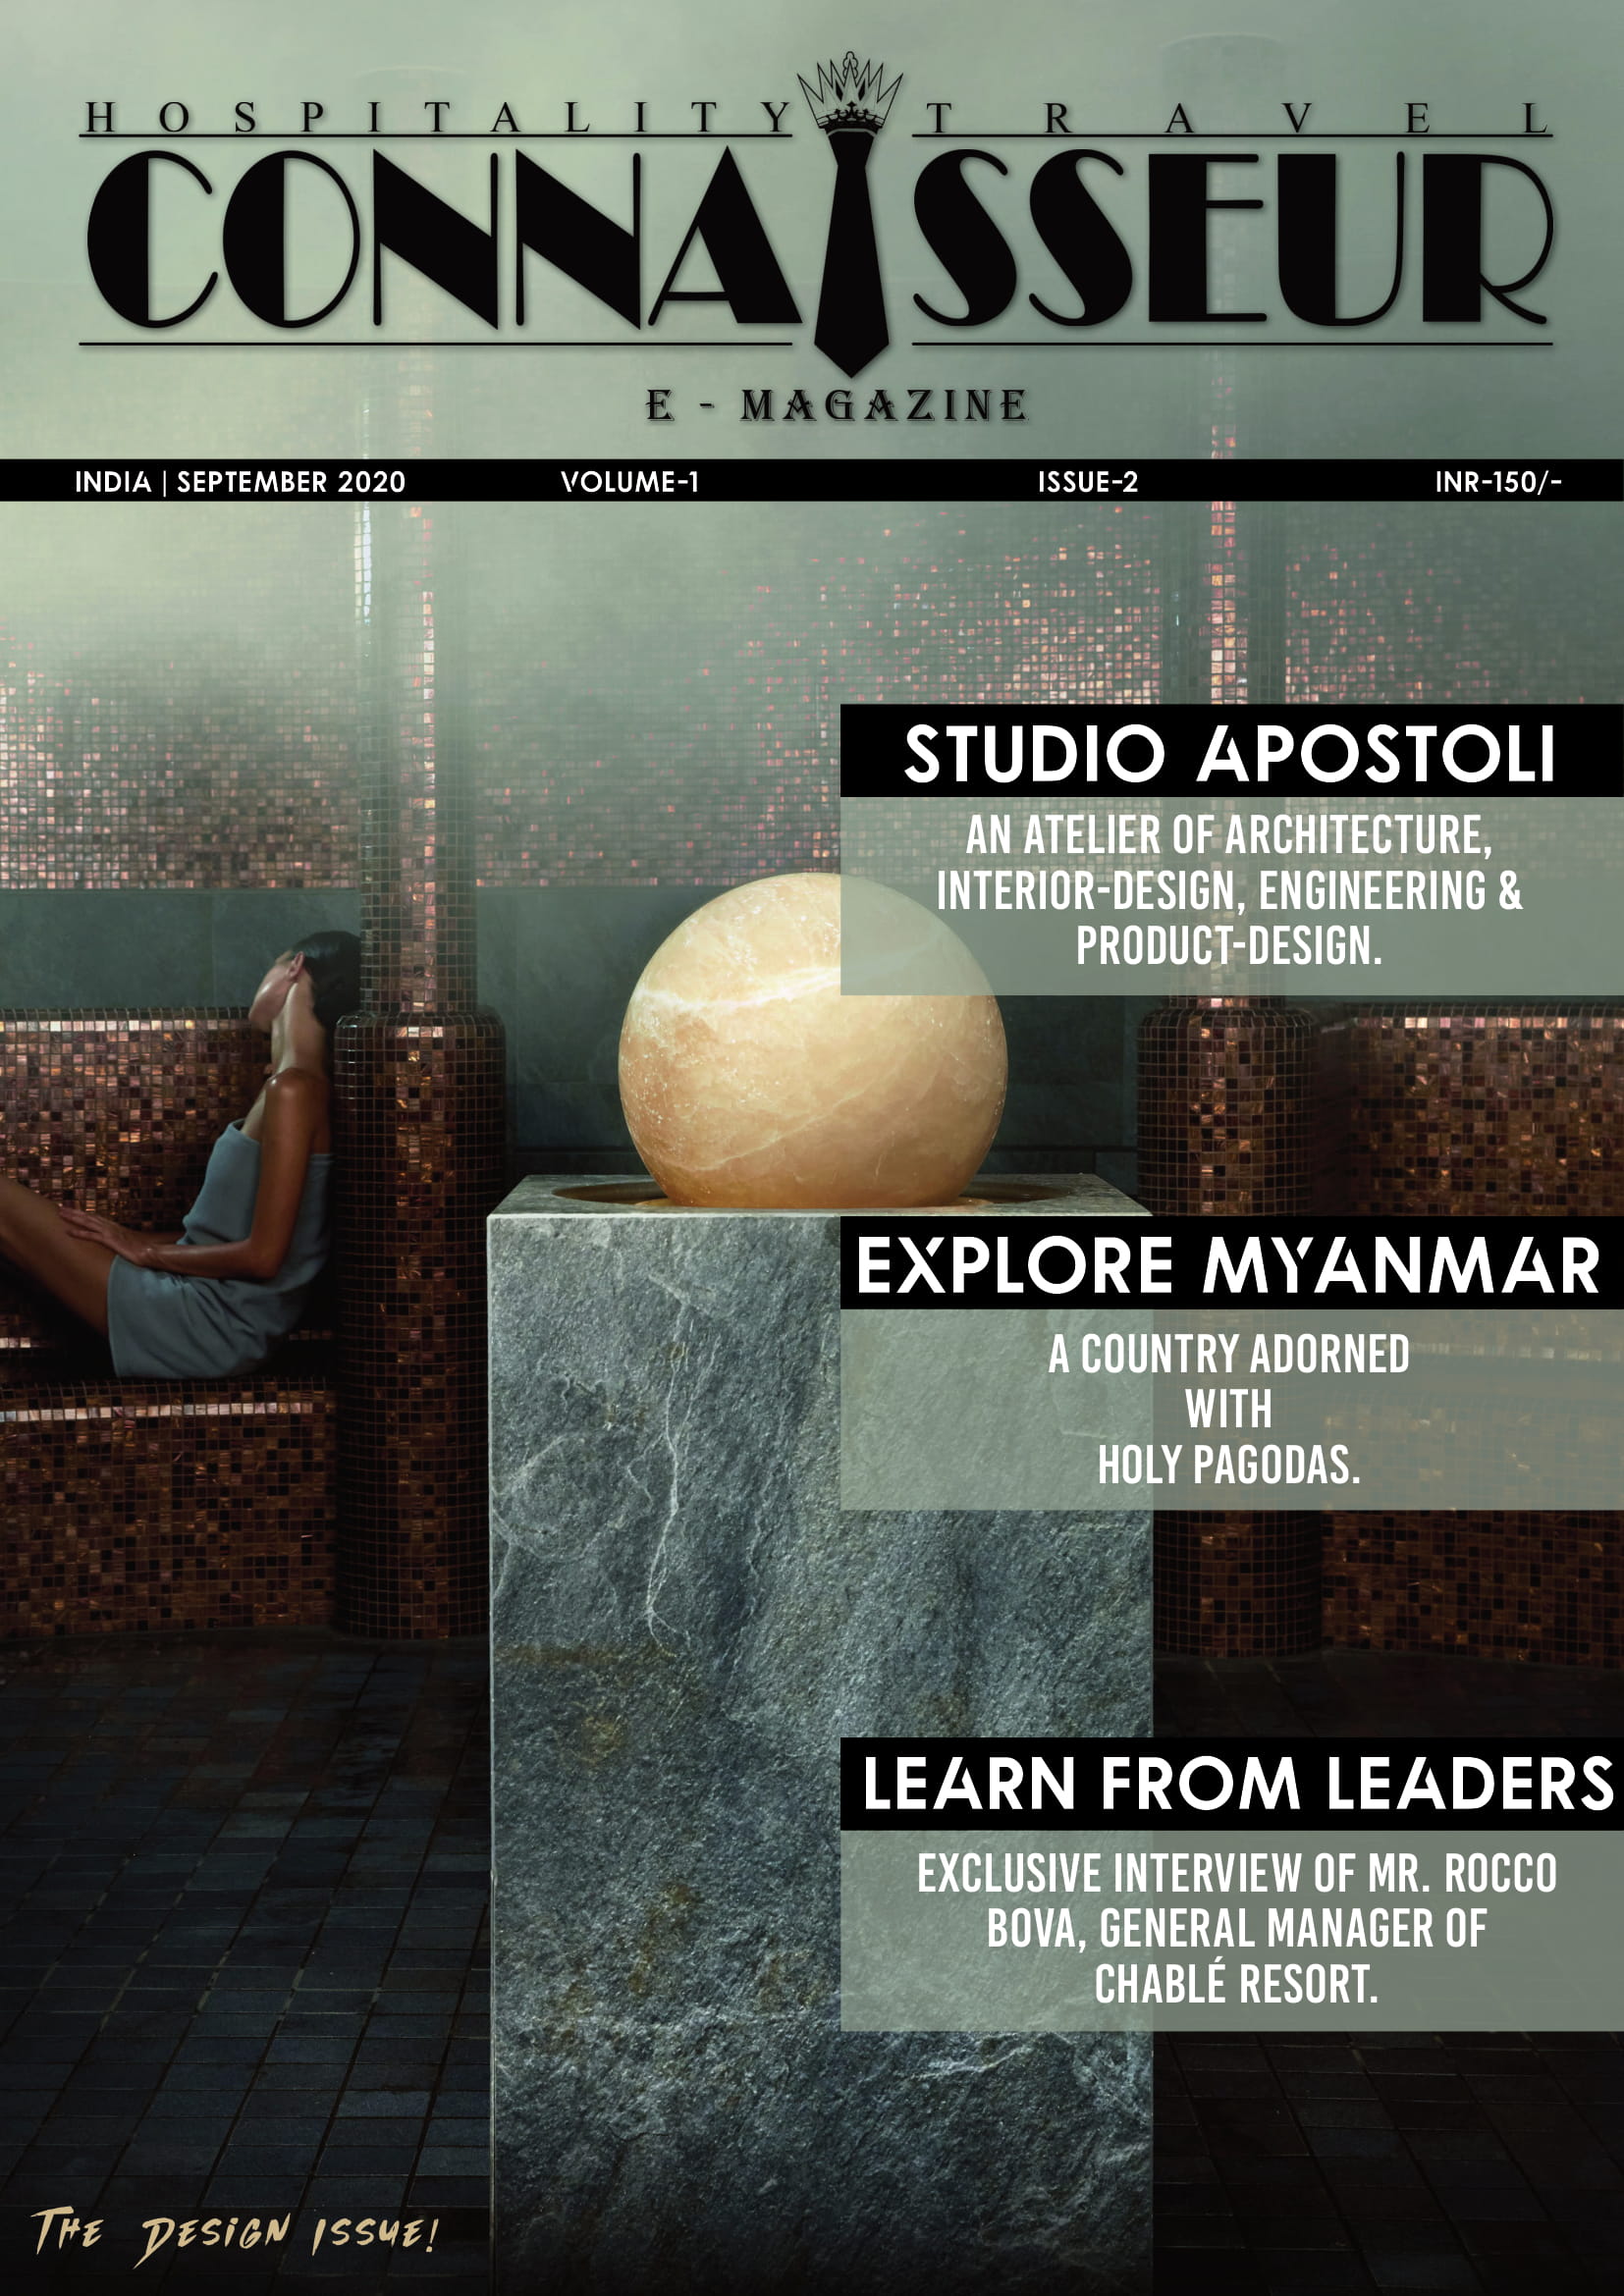 HOSPITALITY TRAVEL
CONNAISSEUR
E - MAGAZINE
INDIA | SEPTEMBER 2020 VOLUME-1 ISSUE-2 INR-150/-
STUDIO APOSTOLI
AN ATELIER OF ARCHITECTURE,
INTERIOR-DESIGN, ENGINEERING &
PRODUCT-DESIGN.
EXPLORE MYANMAR
A COUNTRY ADORNED
WITH
HOLY PAGODAS.
LEARN FROM LEADERS
EXCLUSIVE INTERVIEW OF MR. ROCCO
BOVA, GENERAL MANAGER OF
CHABLÉ RESORT.
THE DESIGN ISSUE!